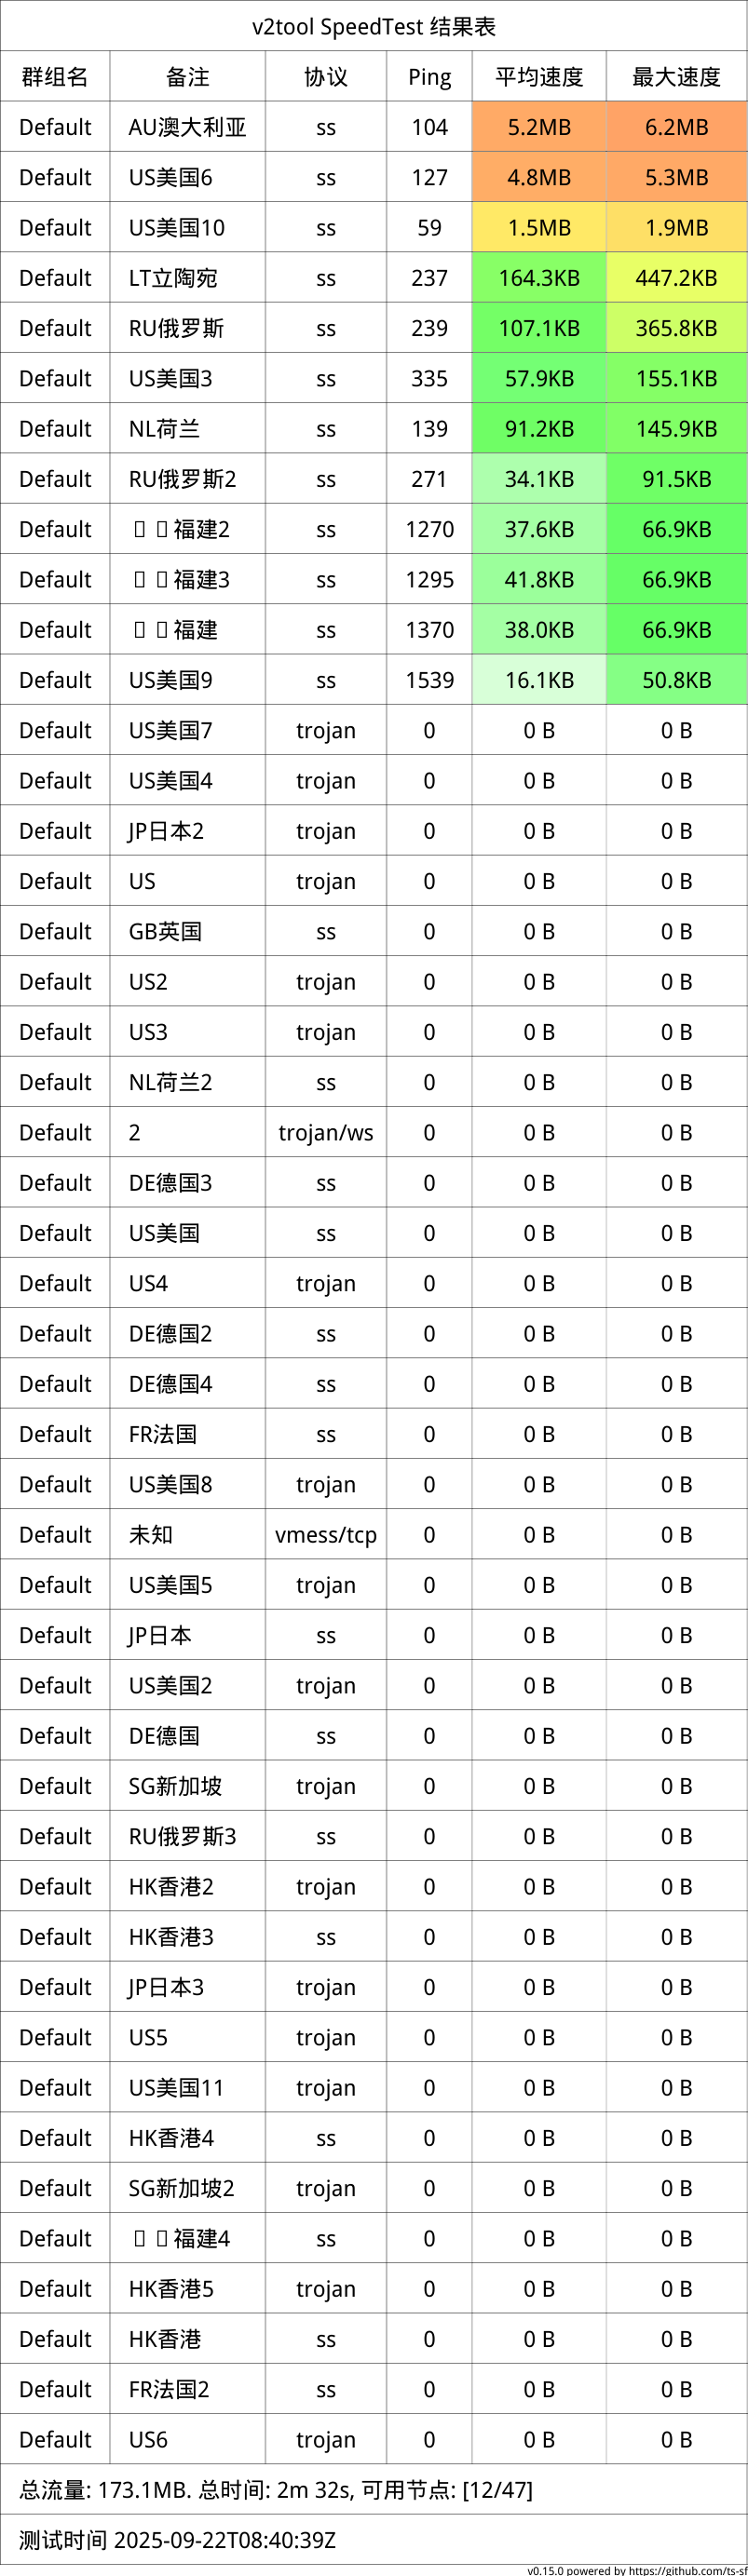 v2tool SpeedTest 结果表
群组名 备注 协议 Ping 平均速度 最大速度
Default AU澳大利亚 ss 104 5.2MB 6.2MB
Default US美国6 ss 127 4.8MB 5.3MB
Default US美国10 ss 59 1.5MB 1.9MB
Default LT立陶宛 ss 237 164.3KB 447.2KB
Default RU俄罗斯 ss 239 107.1KB 365.8KB
Default US美国3 ss 335 57.9KB 155.1KB
Default NL荷兰 ss 139 91.2KB 145.9KB
Default RU俄罗斯2 ss 271 34.1KB 91.5KB
Default 福建2 ss 1270 37.6KB 66.9KB
Default 福建3 ss 1295 41.8KB 66.9KB
Default 福建 ss 1370 38.0KB 66.9KB
Default US美国9 ss 1539 16.1KB 50.8KB
Default US美国7 trojan 0 0 B 0 B
Default US美国4 trojan 0 0 B 0 B
Default JP日本2 trojan 0 0 B 0 B
Default US trojan 0 0 B 0 B
Default GB英国 ss 0 0 B 0 B
Default US2 trojan 0 0 B 0 B
Default US3 trojan 0 0 B 0 B
Default NL荷兰2 ss 0 0 B 0 B
Default 2 trojan/ws 0 0 B 0 B
Default DE德国3 ss 0 0 B 0 B
Default US美国 ss 0 0 B 0 B
Default US4 trojan 0 0 B 0 B
Default DE德国2 ss 0 0 B 0 B
Default DE德国4 ss 0 0 B 0 B
Default FR法国 ss 0 0 B 0 B
Default US美国8 trojan 0 0 B 0 B
Default 未知 vmess/tcp 0 0 B 0 B
Default US美国5 trojan 0 0 B 0 B
Default JP日本 ss 0 0 B 0 B
Default US美国2 trojan 0 0 B 0 B
Default DE德国 ss 0 0 B 0 B
Default SG新加坡 trojan 0 0 B 0 B
Default RU俄罗斯3 ss 0 0 B 0 B
Default HK香港2 trojan 0 0 B 0 B
Default HK香港3 ss 0 0 B 0 B
Default JP日本3 trojan 0 0 B 0 B
Default US5 trojan 0 0 B 0 B
Default US美国11 trojan 0 0 B 0 B
Default HK香港4 ss 0 0 B 0 B
Default SG新加坡2 trojan 0 0 B 0 B
Default 福建4 ss 0 0 B 0 B
Default HK香港5 trojan 0 0 B 0 B
Default HK香港 ss 0 0 B 0 B
Default FR法国2 ss 0 0 B 0 B
Default US6 trojan 0 0 B 0 B
总流量: 173.1MB. 总时间: 2m 32s, 可用节点: [12/47]
测试时间 2025-09-22T08:40:39Z
v0.15.0 powered by https://github.com/ts-sf